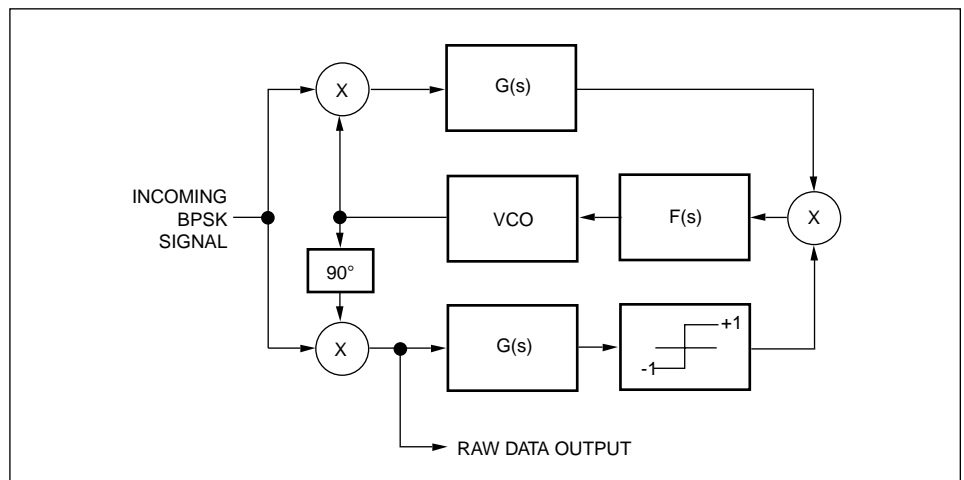 X
G(s)
INCOMING
BPSK
SIGNAL
VCO
F(s)
X
90°
X
G(s)
+1
-1
RAW DATA OUTPUT